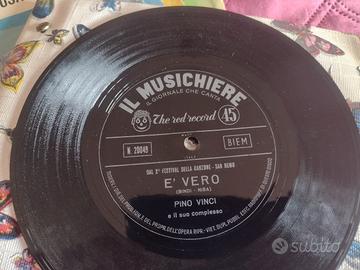 IL MUSICHIERE
IL GIORNALE CHE CANTA
The red record 45
N. 20049 BIEM
DAL X° FESTIVAL DELLA CANZONE - SAN REMO
E' VERO
(BINDI - NISA)
PINO VINCI
e il suo complesso
subito